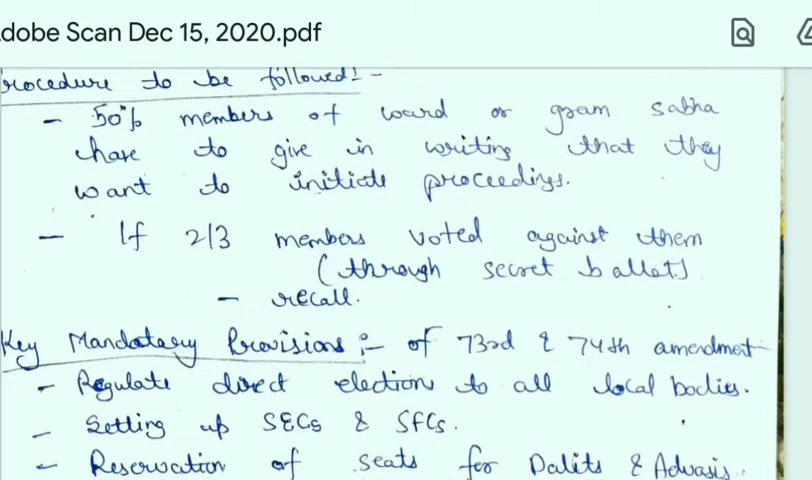 dobe Scan Dec 15, 2020.pdf
rocedure to be followed! -
- 50% members of ward or gram sabha
have to give in writing that they
want to initiate proceedings.
- If 2/3 members voted against them
(through secret ballot)
- recall.
Key Mandatary Provisions :- of 73rd & 74th amendment
- Regulate direct election to all local bodies.
- Setting up SECs & SFCs.
- Reservation of seats for Dalits & Advasis.